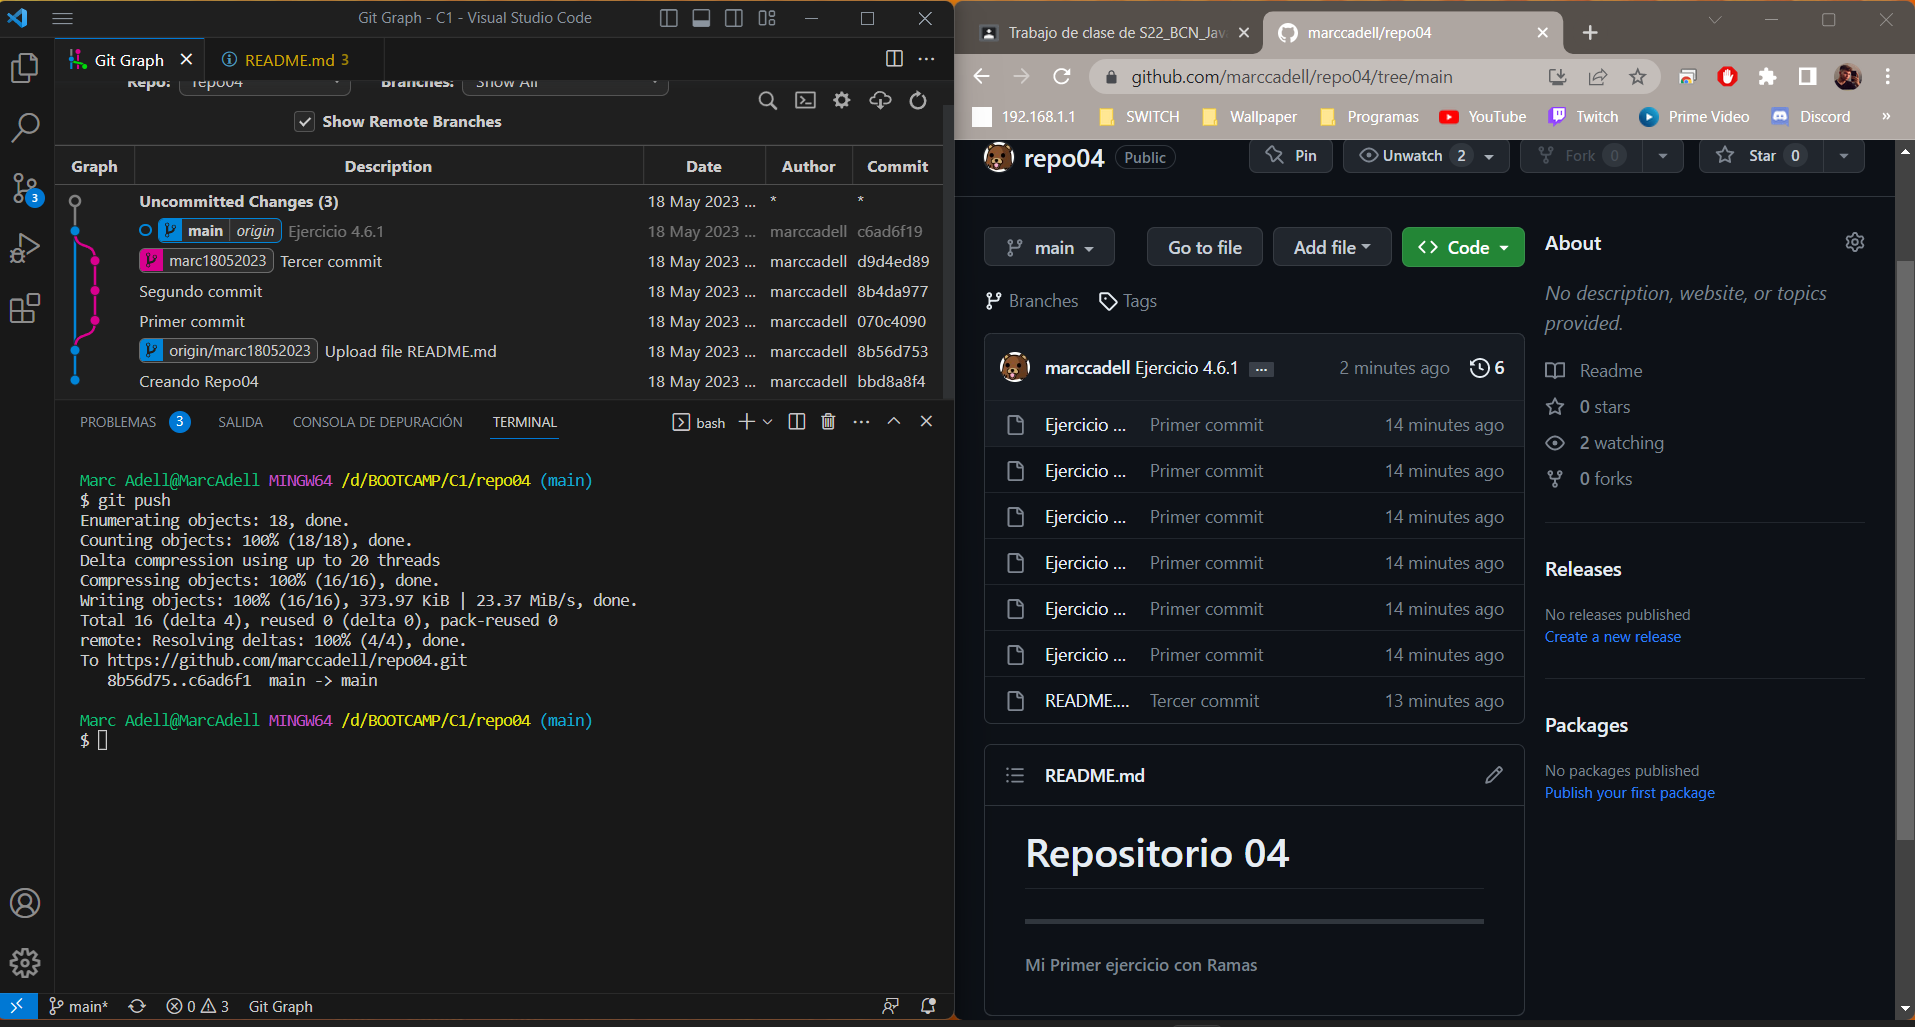 Git Graph - C1 - Visual Studio Code
Git Graph
README.md 3
Repo: repo04 Branches: Show All
Show Remote Branches
Graph Description Date Author Commit
Uncommitted Changes (3) 18 May 2023 ... * *
main origin Ejercicio 4.6.1 18 May 2023 ... marccadell c6ad6f19
marc18052023 Tercer commit 18 May 2023 ... marccadell d9d4ed89
Segundo commit 18 May 2023 ... marccadell 8b4da977
Primer commit 18 May 2023 ... marccadell 070c4090
origin/marc18052023 Upload file README.md 18 May 2023 ... marccadell 8b56d753
Creando Repo04 18 May 2023 ... marccadell bbd8a8f4
3
PROBLEMAS 3 SALIDA CONSOLA DE DEPURACIÓN TERMINAL bash
Marc Adell@MarcAdell MINGW64 /d/BOOTCAMP/C1/repo04 (main)
$ git push
Enumerating objects: 18, done.
Counting objects: 100% (18/18), done.
Delta compression using up to 20 threads
Compressing objects: 100% (16/16), done.
Writing objects: 100% (16/16), 373.97 KiB | 23.37 MiB/s, done.
Total 16 (delta 4), reused 0 (delta 0), pack-reused 0
remote: Resolving deltas: 100% (4/4), done.
To https://github.com/marccadell/repo04.git
8b56d75..c6ad6f1 main -> main
Marc Adell@MarcAdell MINGW64 /d/BOOTCAMP/C1/repo04 (main)
$
main* 0 3 Git Graph
Trabajo de clase de S22_BCN_Jav
marccadell/repo04
github.com/marccadell/repo04/tree/main
192.168.1.1 SWITCH Wallpaper Programas YouTube Twitch Prime Video Discord »
repo04 Public Pin Unwatch 2 Fork 0 Star 0
main Go to file Add file <> Code
Branches Tags
marccadell Ejercicio 4.6.1 ... 2 minutes ago 6
Ejercicio ... Primer commit 14 minutes ago
Ejercicio ... Primer commit 14 minutes ago
Ejercicio ... Primer commit 14 minutes ago
Ejercicio ... Primer commit 14 minutes ago
Ejercicio ... Primer commit 14 minutes ago
Ejercicio ... Primer commit 14 minutes ago
README.... Tercer commit 13 minutes ago
README.md
Repositorio 04
Mi Primer ejercicio con Ramas
About
No description, website, or topics
provided.
Readme
0 stars
2 watching
0 forks
Releases
No releases published
Create a new release
Packages
No packages published
Publish your first package